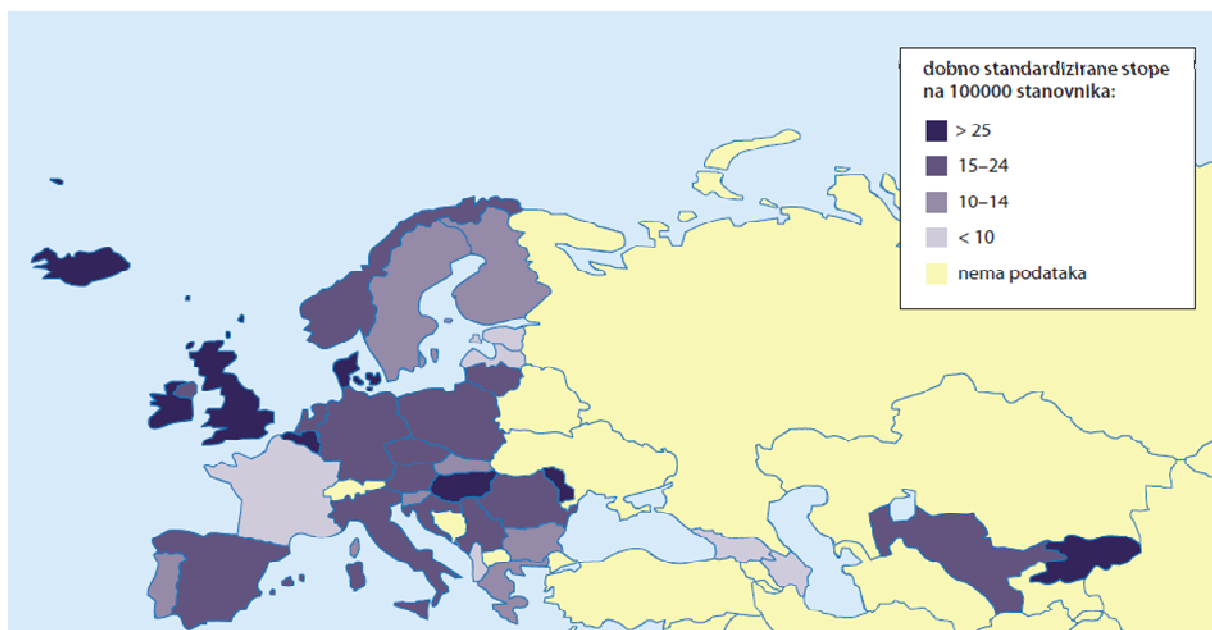 dobno standardizirane stope
na 100000 stanovnika:
> 25
15–24
10–14
< 10
nema podataka